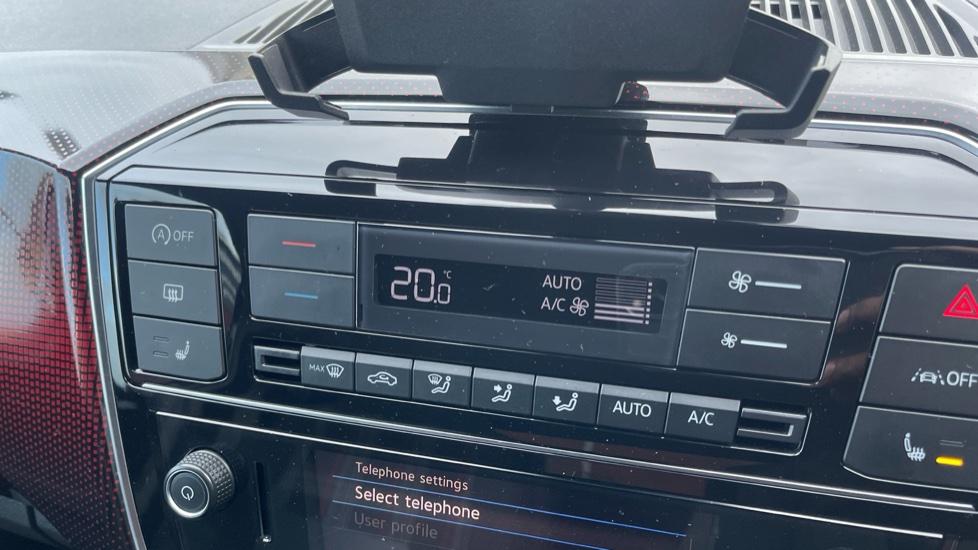 A OFF
20.0 °C
AUTO
A/C
OFF
MAX
AUTO
A/C
Telephone settings
Select telephone
User profile